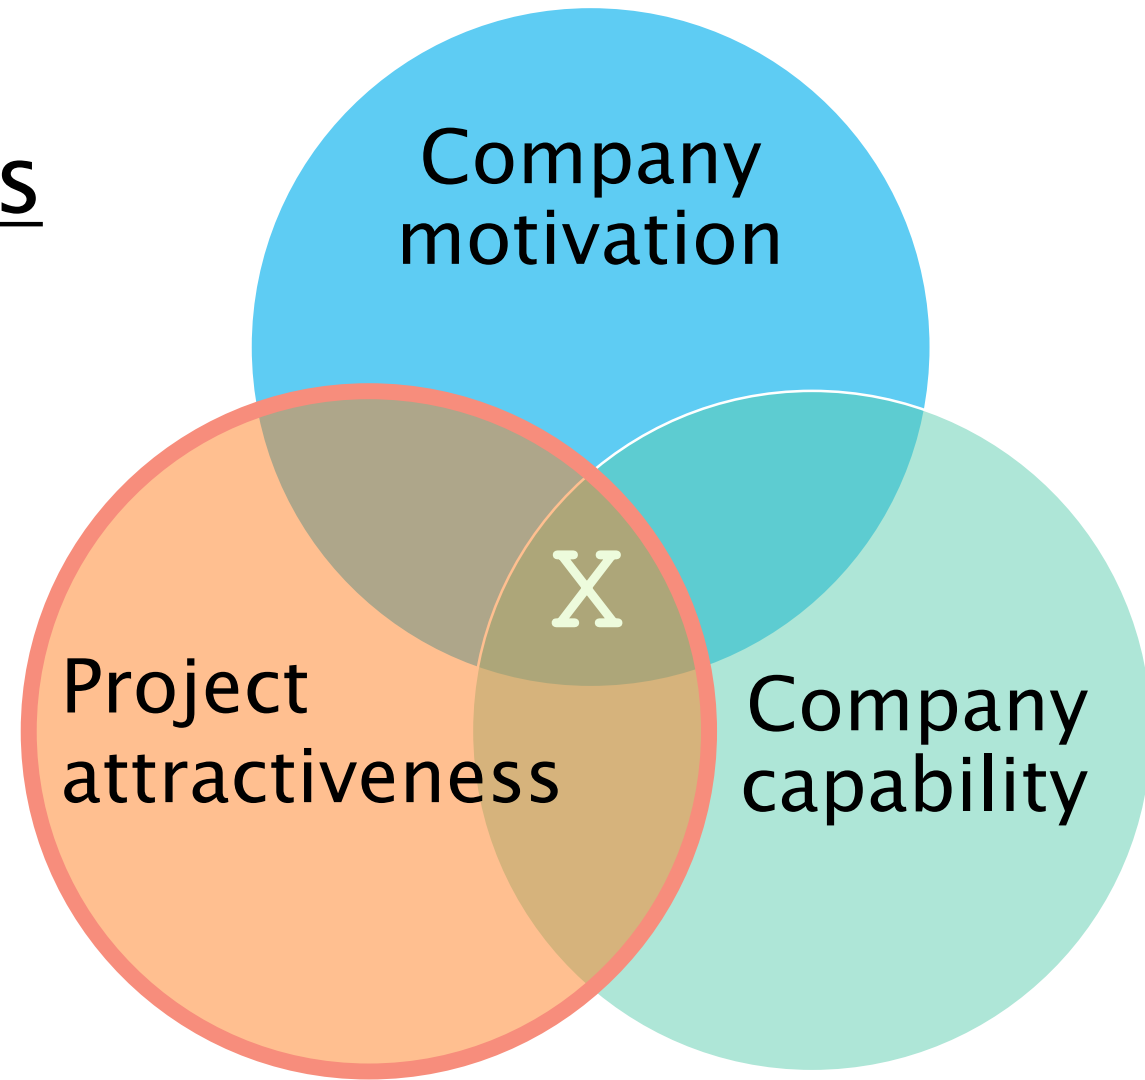 s
Company
motivation
X
Project
attractiveness
Company
capability